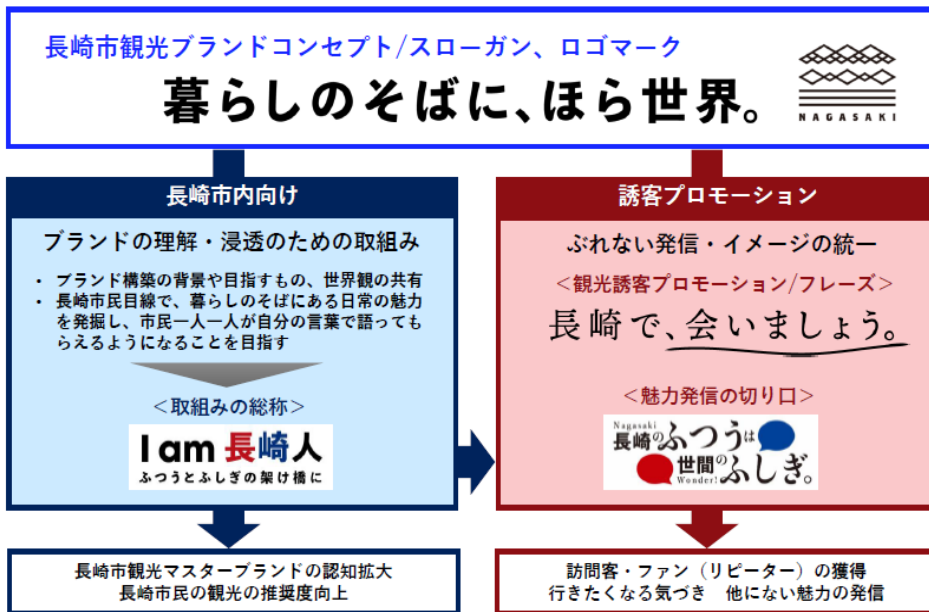 長崎市観光ブランドコンセプト/スローガン、ロゴマーク
暮らしのそばに、ほら世界。
NAGASAKI
長崎市内向け
ブランドの理解・浸透のための取組み
・ ブランド構築の背景や目指すもの、世界観の共有
・ 長崎市民目線で、暮らしのそばにある日常の魅力
を発掘し、市民一人一人が自分の言葉で語っても
らえるようになることを目指す
<取組みの総称>
I am 長崎人
ふつうとふしぎの架け橋に
長崎市観光マスターブランドの認知拡大
長崎市民の観光の推奨度向上
誘客プロモーション
ぶれない発信・イメージの統一
<観光誘客プロモーション/フレーズ>
長崎で、会いましょう。
<魅力発信の切り口>
Nagasaki
長崎のふつうは
世間のふしぎ。
Wonder!
訪問客・ファン（リピーター）の獲得
行きたくなる気づき　他にない魅力の発信